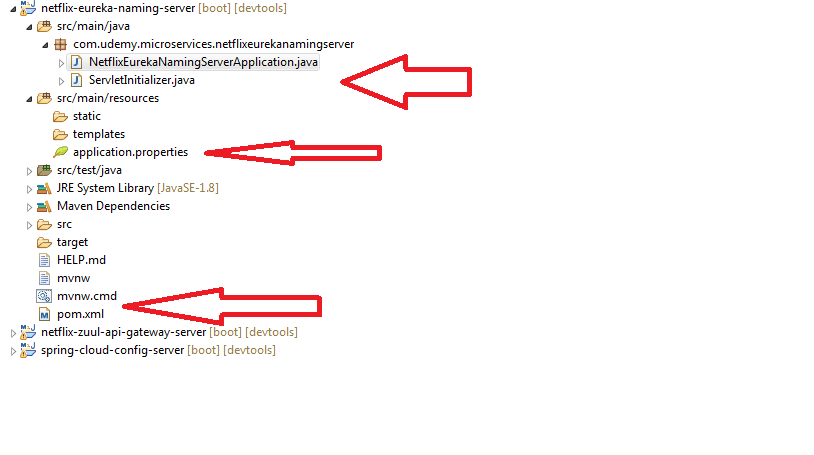 netflix-eureka-naming-server [boot] [devtools]
src/main/java
com.udemy.microservices.netflixeurekanamingserver
NetflixEurekaNamingServerApplication.java
ServletInitializer.java
src/main/resources
static
templates
application.properties
src/test/java
JRE System Library [JavaSE-1.8]
Maven Dependencies
src
target
HELP.md
mvnw
mvnw.cmd
pom.xml
netflix-zuul-api-gateway-server [boot] [devtools]
spring-cloud-config-server [boot] [devtools]